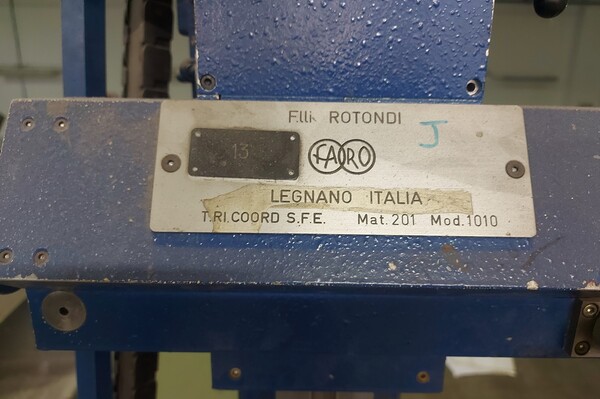 F.lli ROTONDI
J
13
FARO
LEGNANO ITALIA
T.RI.COORD S.F.E. Mat.201 Mod.1010